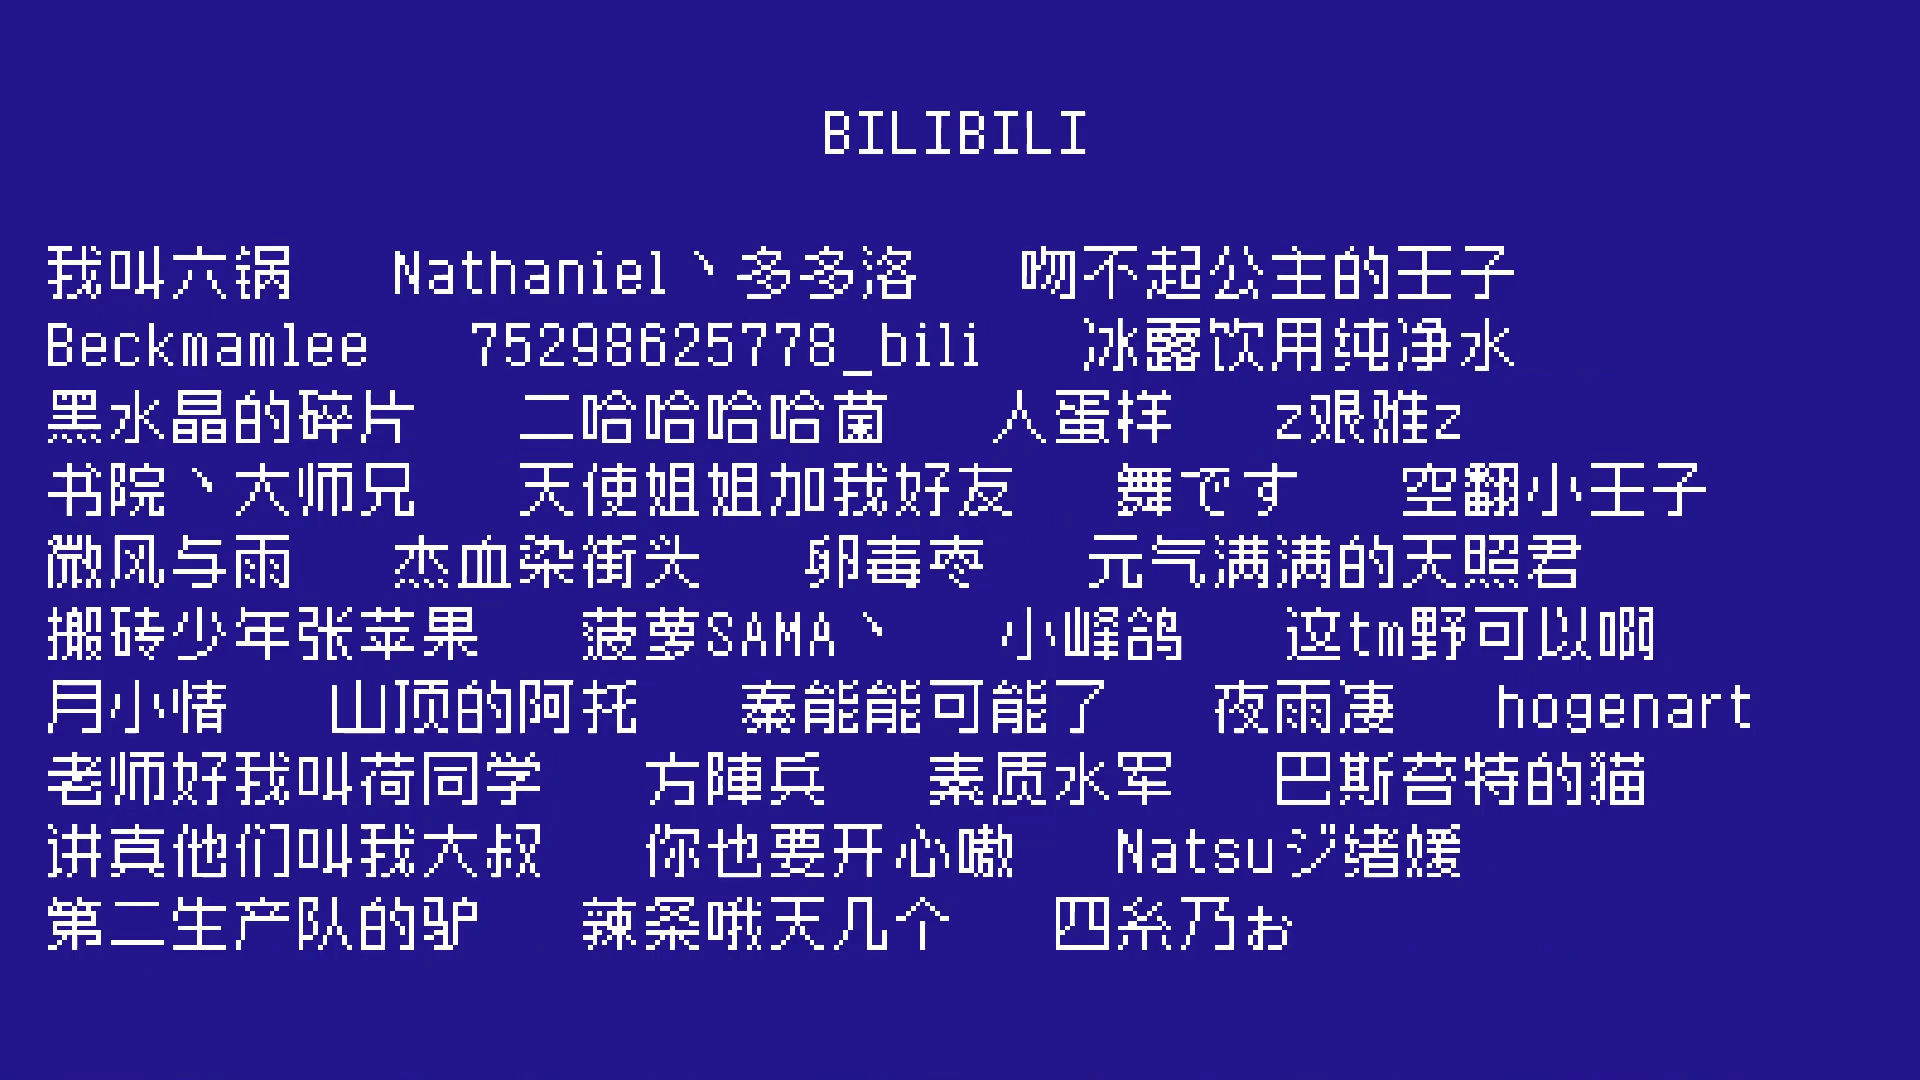 BILIBILI
我叫六锅 Nathaniel丶多多洛 吻不起公主的王子
Beckmamlee 75298625778_bili 冰露饮用纯净水
黑水晶的碎片 二哈哈哈哈菌 人蛋样 z艰难z
书院丶大师兄 天使姐姐加我好友 舞です 空翻小王子
微风与雨 杰血染街头 卵毒枣 元气满满的天照君
搬砖少年张苹果 菠萝SAMA丶 小峰鸽 这tm野可以啊
月小情 山顶的阿托 秦能能可能了 夜雨凄 hogenart
老师好我叫荷同学 方陣兵 素质水军 巴斯苔特的猫
讲真他们叫我大叔 你也要开心嗷 Natsuジ绪媛
第二生产队的驴 辣条哦天几个 四糸乃ぉ